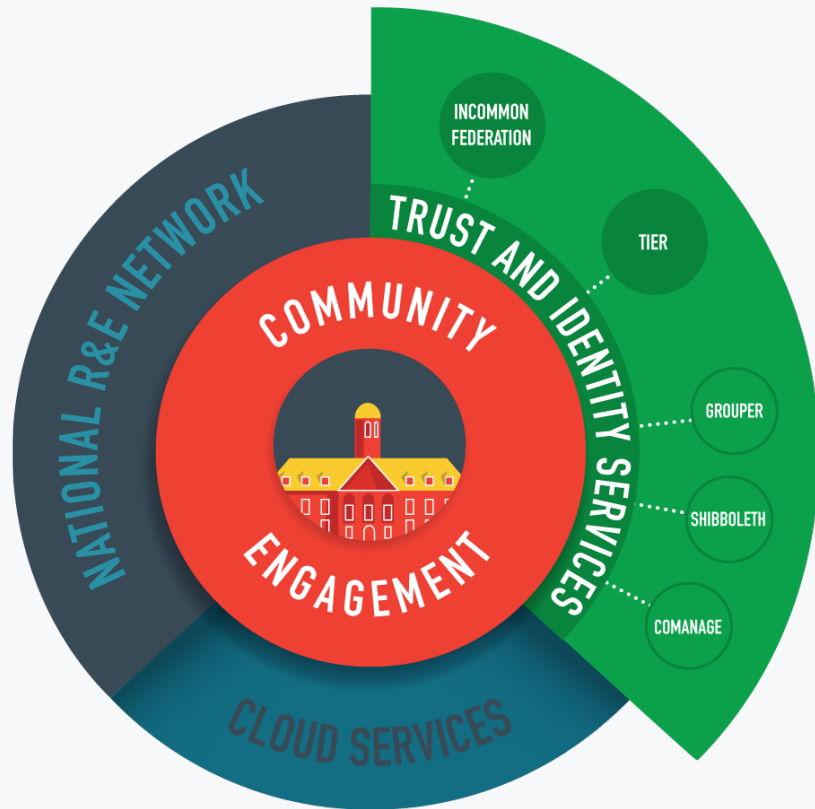 INCOMMON
FEDERATION
TIER
TRUST AND IDENTITY SERVICES
NATIONAL R&E NETWORK
COMMUNITY
ENGAGEMENT
GROUPER
SHIBBOLETH
COMANAGE
CLOUD SERVICES